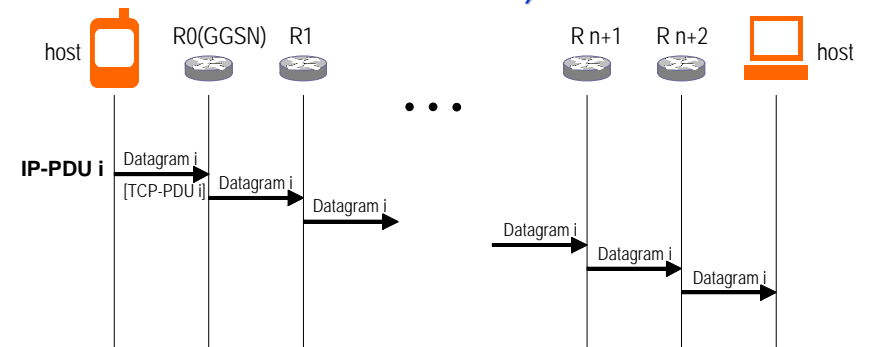 host R0(GGSN) R1 R n+1 R n+2 host
• • •
IP-PDU i Datagram i
[TCP-PDU i] Datagram i
Datagram i
Datagram i
Datagram i
Datagram i